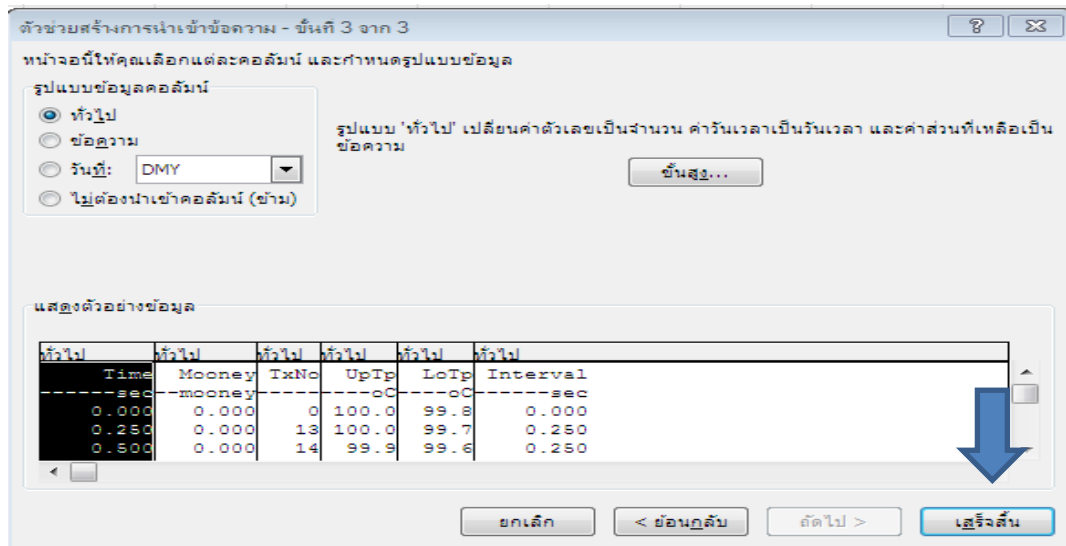 ตัวช่วยสร้างการนำเข้าข้อความ - ขั้นที่ 3 จาก 3
หน้าจอนี้ให้คุณเลือกแต่ละคอลัมน์ และกำหนดรูปแบบข้อมูล
รูปแบบข้อมูลคอลัมน์
ทั่วไป
ข้อความ
วันที่: DMY
ไม่ต้องนำเข้าคอลัมน์ (ข้าม)
รูปแบบ 'ทั่วไป' เปลี่ยนค่าตัวเลขเป็นจำนวน ค่าวันเวลาเป็นวันเวลา และค่าส่วนที่เหลือเป็น
ข้อความ
ขั้นสูง...
แสดงตัวอย่างข้อมูล
ทั่วไป ทั่วไป ทั่วไป ทั่วไป ทั่วไป ทั่วไป
Time Mooney TxNo UpTp LoTp Interval
------sec--mooney---------oC----oC------sec
0.000 0.000 0 100.0 99.8 0.000
0.250 0.000 13 100.0 99.7 0.250
0.500 0.000 14 99.9 99.6 0.250
ยกเลิก < ย้อนกลับ ถัดไป > เสร็จสิ้น